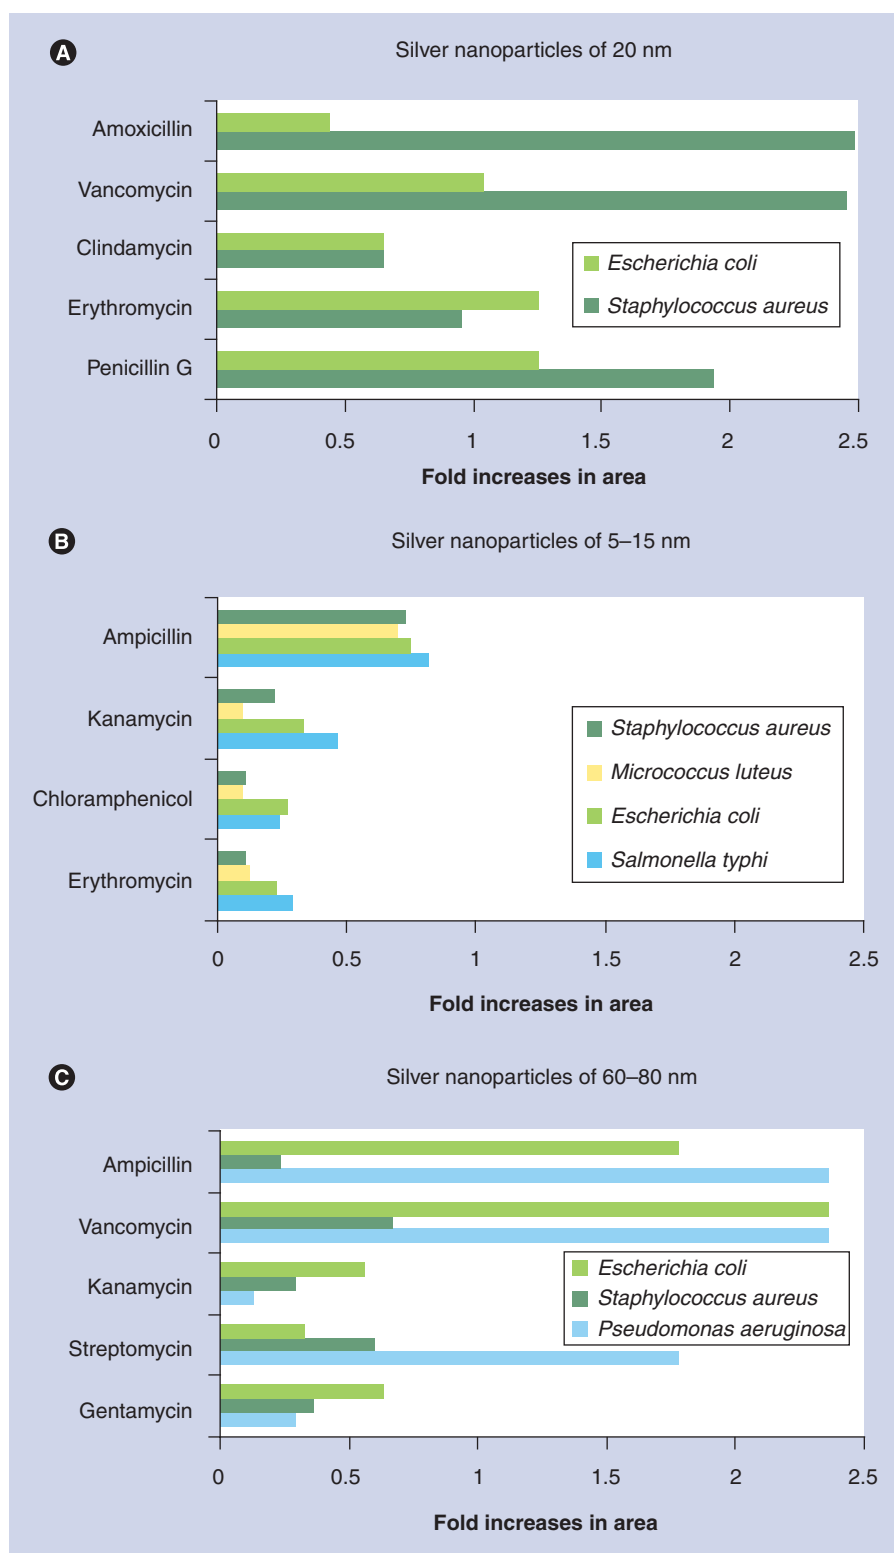 A
Silver nanoparticles of 20 nm
Amoxicillin
Vancomycin
Clindamycin
Erythromycin
Penicillin G
Escherichia coli
Staphylococcus aureus
0 0.5 1 1.5 2 2.5
Fold increases in area
B
Silver nanoparticles of 5–15 nm
Ampicillin
Kanamycin
Chloramphenicol
Erythromycin
Staphylococcus aureus
Micrococcus luteus
Escherichia coli
Salmonella typhi
0 0.5 1 1.5 2 2.5
Fold increases in area
C
Silver nanoparticles of 60–80 nm
Ampicillin
Vancomycin
Kanamycin
Streptomycin
Gentamycin
Escherichia coli
Staphylococcus aureus
Pseudomonas aeruginosa
0 0.5 1 1.5 2 2.5
Fold increases in area